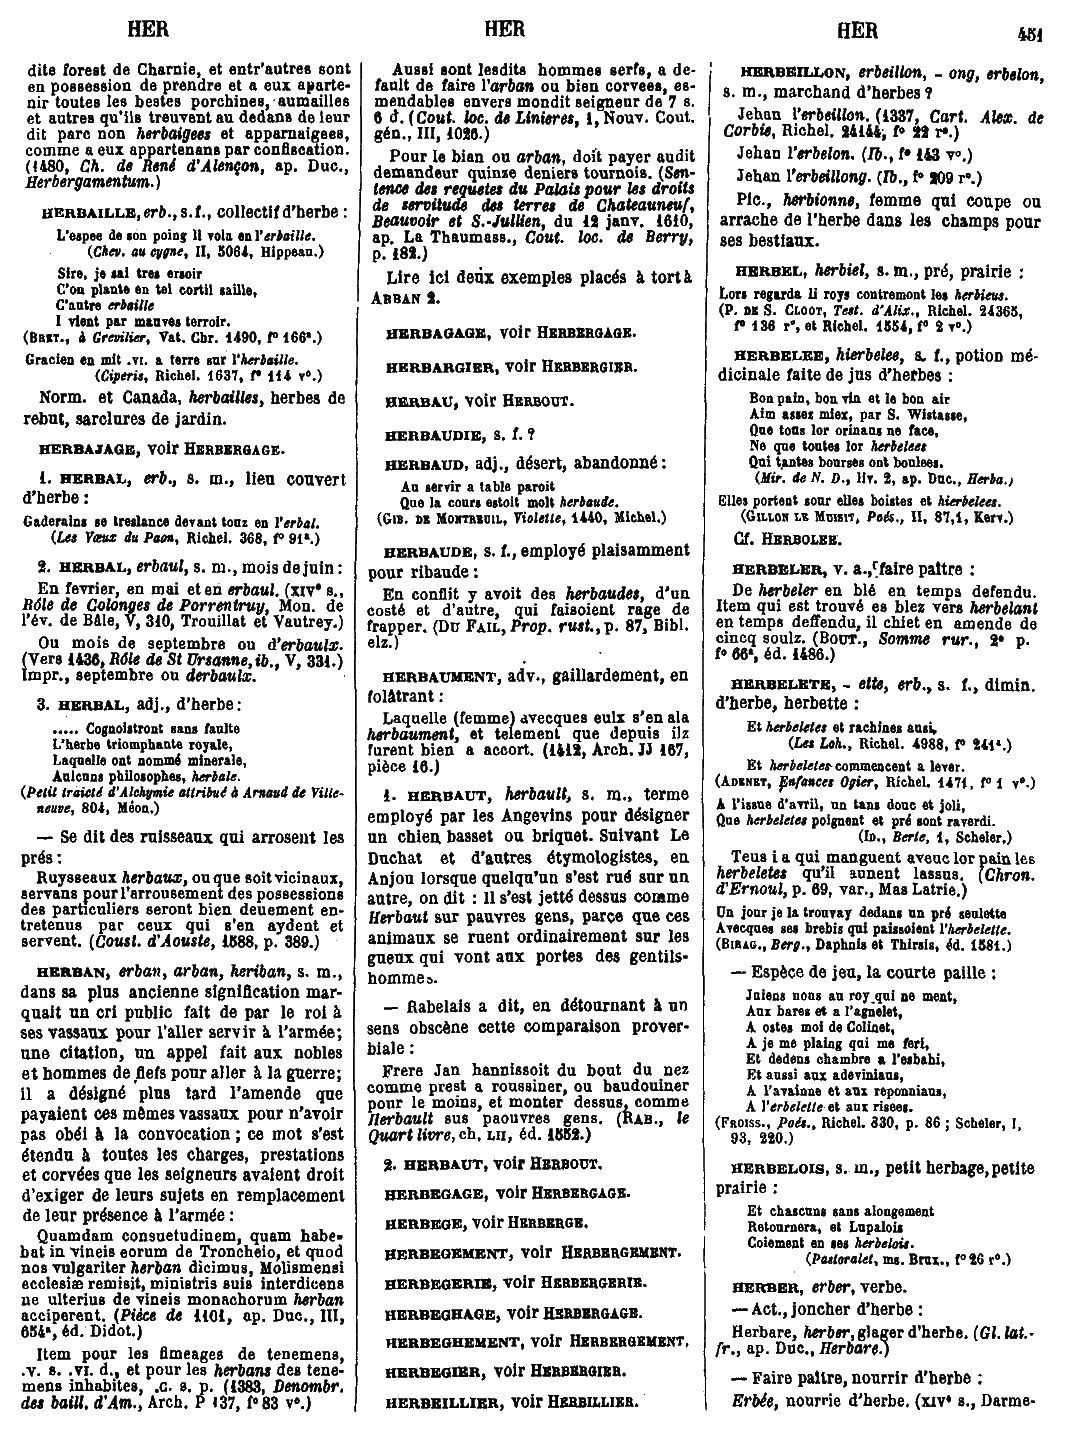 HER
HER
HER
451
dite forest de Charnie, et entr'autres sont
en possession de prendre et a eux aparte-
nir toutes les bestes porchines, aumailles
et autres qu'ils treuvent au dedans de leur
dit parc non herbaigees et apparnaigees,
comme a eux appartenans par confiscation.
(1480, Ch. de René d'Alençon, ap. Duc.,
Herbergamentum.)
HERBAILLE, erb., s. f., collectif d'herbe :
L'espee de son poing li vola en l'erbaille.
(Chev. au cygne, II, 5064, Hippeau.)
Sire, je sai tres ersoir
C'on plante en tel cortil saille,
C'autre erbaille
I vient par mauves terroir.
(BRET., à Grevilier, Vat. Chr. 1490, f° 166ª.)
Gracien en mit .VI. a terre sur l'herbaille.
(Ciperis, Richel. 1637, f° 114 v°.)
Norm. et Canada, herbailles, herbes de
rebut, sarclures de jardin.
HERBAJAGE, voir HERBERGAGE.
1. HERBAL, erb., s. m., lieu couvert
d'herbe :
Gaderains se treslance devant touz en l'erbal.
(Les Vœux du Paon, Richel. 368, f° 91ª.)
2. HERBAL, erbaul, s. m., mois de juin :
En fevrier, en mai et en erbaul. (XIVᵉ s.,
Rôle de Colonges de Porrentruy, Mon. de
l'év. de Bâle, V, 310, Trouillat et Vautrey.)
Ou mois de septembre ou d'erbaulx.
(Vers 1436, Rôle de St Ursanne, ib., V, 331.)
Impr., septembre ou derbaulx.
3. HERBAL, adj., d'herbe :
..... Cognoistront sans faulte
L'herbe triomphante royale,
Laquelle ont nommé minerale,
Aulcuns philosophes, herbale.
(Petit traicté d'Alchymie attribué à Arnaud de Ville-
neuve, 804, Méon.)
— Se dit des ruisseaux qui arrosent les
prés :
Ruysseaux herbaux, ou que soit vicinaux,
servans pour l'arrousement des possessions
des particuliers seront bien deuement en-
tretenus par ceux qui s'en aydent et
servent. (Coust. d'Aouste, 1588, p. 389.)
HERBAN, erban, arban, heriban, s. m.,
dans sa plus ancienne signification mar-
quait un cri public fait de par le roi à
ses vassaux pour l'aller servir à l'armée;
une citation, un appel fait aux nobles
et hommes de fiefs pour aller à la guerre;
il a désigné plus tard l'amende que
payaient ces mêmes vassaux pour n'avoir
pas obéi à la convocation ; ce mot s'est
étendu à toutes les charges, prestations
et corvées que les seigneurs avaient droit
d'exiger de leurs sujets en remplacement
de leur présence à l'armée :
Quamdam consuetudinem, quam habe-
bat in vineis eorum de Troncheio, et quod
nos vulgariter herban dicimus, Molismensi
ecclesiæ remisit, ministris suis interdicens
ne ulterius de vineis monachorum herban
acciperent. (Pièce de 1101, ap. Duc., III,
654ª, éd. Didot.)
Item pour les fimeages de tenemens,
.V. s. .VI. d., et pour les herbans des tene-
mens inhabites, .C. s. p. (1383, Denombr.
des baill. d'Am., Arch. P 137, f° 83 v°.)
Aussi sont lesdits hommes serfs, a de-
fault de faire l'arban ou bien corvees, es-
mendables envers mondit seigneur de 7 s.
6 d. (Cout. loc. de Linieres, 1, Nouv. Cout.
gén., III, 1026.)
Pour le bian ou arban, doit payer audit
demandeur quinze deniers tournois. (Sen-
tence des requetes du Palais pour les droits
de servitude des terres de Chateauneuf,
Beauvoir et S.-Jullien, du 12 janv. 1610,
ap. La Thaumass., Cout. loc. de Berry,
p. 182.)
Lire ici deux exemples placés à tort à
ABBAN 2.
HERBAGAGE, voir HERBERGAGE.
HERBARGIER, voir HERBERGIER.
HERBAU, voir HERBOUT.
HERBAUDIE, s. f. ?
HERBAUD, adj., désert, abandonné :
Au servir a table paroit
Que la cours estoit molt herbaude.
(GIB. DE MONTREUIL, Violette, 1440, Michel.)
HERBAUDE, s. f., employé plaisamment
pour ribaude :
En conflit y avoit des herbaudes, d'un
costé et d'autre, qui faisoient rage de
frapper. (DU FAIL, Prop. rust., p. 87, Bibl.
elz.)
HERBAUMENT, adv., gaillardement, en
folâtrant :
Laquelle (femme) avecques eulx s'en ala
herbaument, et telement que depuis ilz
furent bien a accort. (1412, Arch. JJ 167,
pièce 16.)
1. HERBAUT, herbault, s. m., terme
employé par les Angevins pour désigner
un chien basset ou briquet. Suivant Le
Duchat et d'autres étymologistes, en
Anjou lorsque quelqu'un s'est rué sur un
autre, on dit : il s'est jetté dessus comme
Herbaut sur pauvres gens, parce que ces
animaux se ruent ordinairement sur les
gueux qui vont aux portes des gentils-
hommes.
— Rabelais a dit, en détournant à un
sens obscène cette comparaison prover-
biale :
Frere Jan hannissoit du bout du nez
comme prest a roussiner, ou baudouiner
pour le moins, et monter dessus, comme
Herbault sus paouvres gens. (RAB., le
Quart livre, ch, LII, éd. 1552.)
2. HERBAUT, voir HERBOUT.
HERBEGAGE, voir HERBERGAGE.
HERBEGE, voir HERBERGE.
HERBEGEMENT, voir HERBERGEMENT.
HERBEGERIE, voir HERBERGERIE.
HERBEGHAGE, voir HERBERGAGE.
HERBEGHEMENT, voir HERBERGEMENT.
HERBEGIER, voir HERBERGIER.
HERBEILLIER, voir HERBILLIER.
HERBEILLON, erbeillon, - ong, erbelon,
s. m., marchand d'herbes ?
Jehan l'erbeillon. (1337, Cart. Alex. de
Corbie, Richel. 24144, f° 22 r°.)
Jehan l'erbelon. (Ib., f° 143 v°.)
Jehan l'erbeillong. (Ib., f° 209 r°.)
Pic., herbionne, femme qui coupe ou
arrache de l'herbe dans les champs pour
ses bestiaux.
HERBEL, herbiel, s. m., pré, prairie :
Lors regarda li roys contremont les herbieus.
(P. DE S. CLOOT, Test. d'Alix., Richel. 24365,
f° 136 r°, et Richel. 1554, f° 2 v°.)
HERBELEE, hierbelee, s. f., potion mé-
dicinale faite de jus d'herbes :
Bon pain, bon vin et le bon air
Aim assez miex, par S. Wistasse,
Que tous lor orinaus ne face,
Ne que toutes lor herbelees
Qui tantes bourses ont boulees.
(Mir. de N. D., liv. 2, ap. Duc., Herba.)
Elles portent sour elles boistes et hierbelees.
(GILLON LE MUISIT, Poés., II, 87,1, Kerv.)
Cf. HERBOLEE.
HERBELER, v. a., faire paître :
De herbeler en blé en temps defendu.
Item qui est trouvé es blez vers herbelant
en temps deffendu, il chiet en amende de
cincq soulz. (BOUT., Somme rur., 2ᵉ p.
f° 66ª, éd. 1486.)
HERBELETE, - ette, erb., s. f., dimin.
d'herbe, herbette :
Et herbeletes et rachines ausi.
(Les Loh., Richel. 4988, f° 241ª.)
Et herbeletes commencent a lever.
(ADENET, Enfances Ogier, Richel. 1471, f° 1 v°.)
A l'issue d'avril, un tans douc et joli,
Que herbeletes poignent et pré sont raverdi.
(ID., Berte, 1, Scheler.)
Teus i a qui manguent aveuc lor pain les
herbeletes qu'il aunent lassus. (Chron.
d'Ernoul, p. 69, var., Mas Latrie.)
Un jour je la trouvay dedans un pré seulette
Avecques ses brebis qui paissoient l'herbelette.
(BIRAG., Berg., Daphnis et Thirsis, éd. 1581.)
— Espèce de jeu, la courte paille :
Juiens nous au roy qui ne ment,
Aux bares et a l'agnelet,
A ostes moi de Colinet,
A je me plaing qui me feri,
Et dedens chambre a l'esbahi,
Et aussi aux adeviniaus,
A l'avainne et aux reponniaus,
A l'erbelette et aux risees.
(FROISS., Poés., Richel. 830, p. 86 ; Scheler, I,
93, 220.)
HERBELOIS, s. m., petit herbage, petite
prairie :
Et chascuns sans alongement
Retournera, et Lupalois
Coiement en ses herbelois.
(Pastoralet, ms. Brux., f° 26 r°.)
HERBER, erber, verbe.
— Act., joncher d'herbe :
Herbare, herber, glager d'herbe. (Gl. lat.-
fr., ap. Duc., Herbare.)
— Faire paître, nourrir d'herbe :
Erbée, nourrie d'herbe. (XIVᵉ s., Darme-